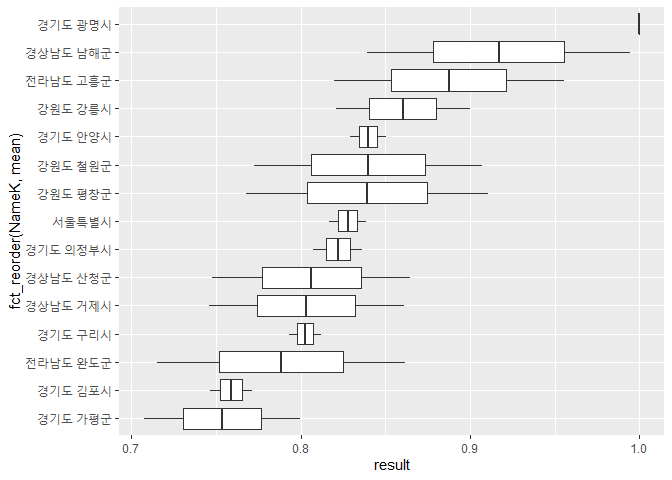 fct_reorder(NameK, mean)
경기도 광명시
경상남도 남해군
전라남도 고흥군
강원도 강릉시
경기도 안양시
강원도 철원군
강원도 평창군
서울특별시
경기도 의정부시
경상남도 산청군
경상남도 거제시
경기도 구리시
전라남도 완도군
경기도 김포시
경기도 가평군
0.7 0.8 0.9 1.0
result